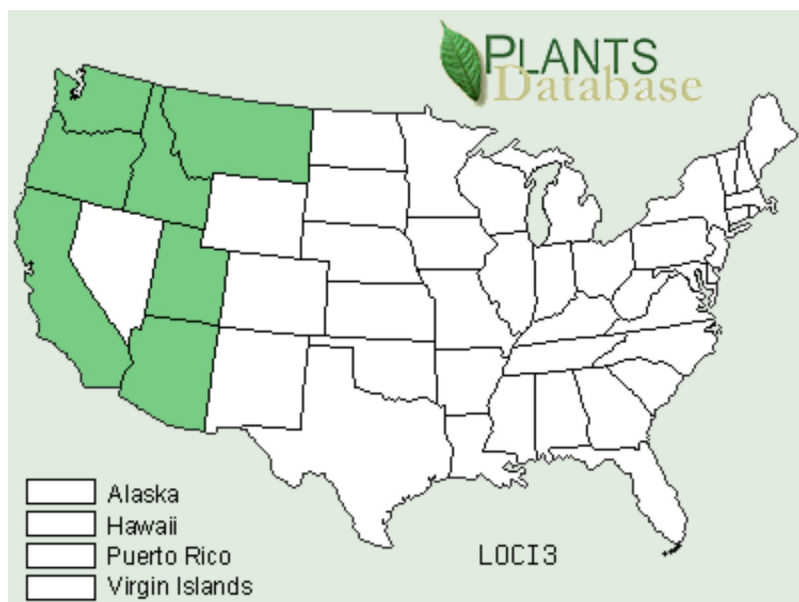 PLANTS
Database
Alaska
Hawaii
Puerto Rico
Virgin Islands
LOCI3